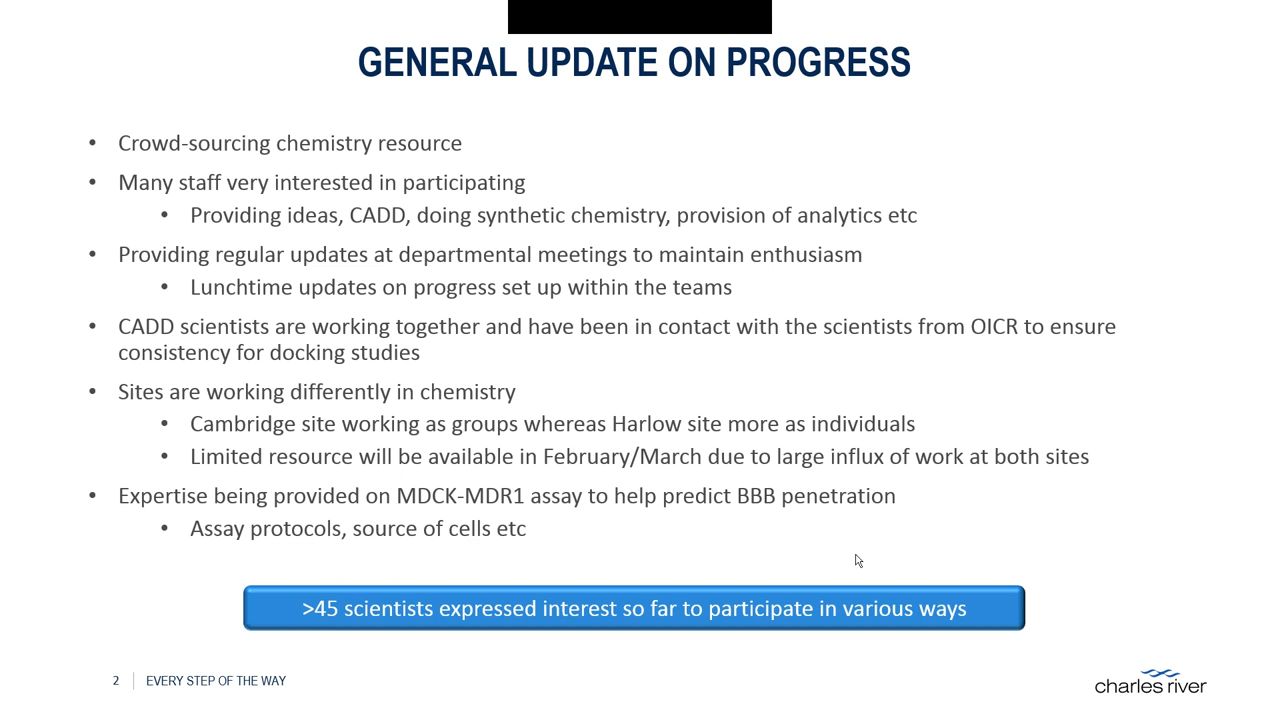 GENERAL UPDATE ON PROGRESS
• Crowd-sourcing chemistry resource
• Many staff very interested in participating
• Providing ideas, CADD, doing synthetic chemistry, provision of analytics etc
• Providing regular updates at departmental meetings to maintain enthusiasm
• Lunchtime updates on progress set up within the teams
• CADD scientists are working together and have been in contact with the scientists from OICR to ensure
consistency for docking studies
• Sites are working differently in chemistry
• Cambridge site working as groups whereas Harlow site more as individuals
• Limited resource will be available in February/March due to large influx of work at both sites
• Expertise being provided on MDCK-MDR1 assay to help predict BBB penetration
• Assay protocols, source of cells etc
>45 scientists expressed interest so far to participate in various ways
2 EVERY STEP OF THE WAY
charles river